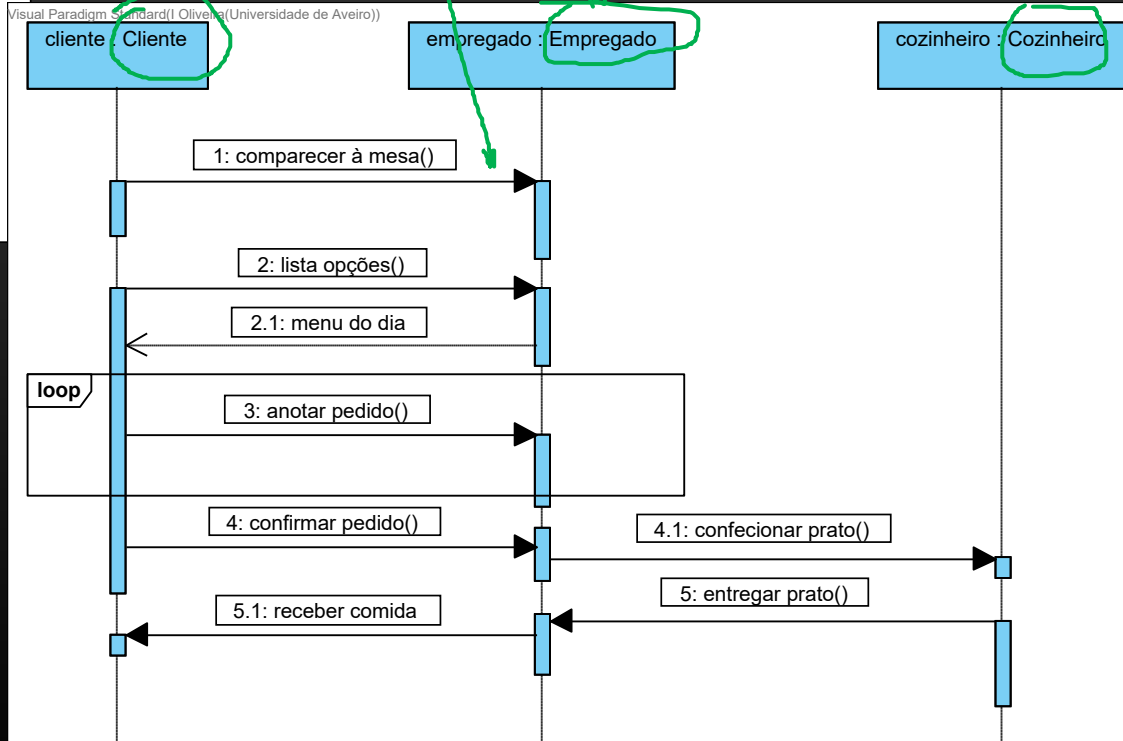 Visual Paradigm Standard(I Oliveira(Universidade de Aveiro))
cliente : Cliente
empregado : Empregado
cozinheiro : Cozinheiro
1: comparecer à mesa()
2: lista opções()
2.1: menu do dia
loop
3: anotar pedido()
4: confirmar pedido()
4.1: confecionar prato()
5: entregar prato()
5.1: receber comida